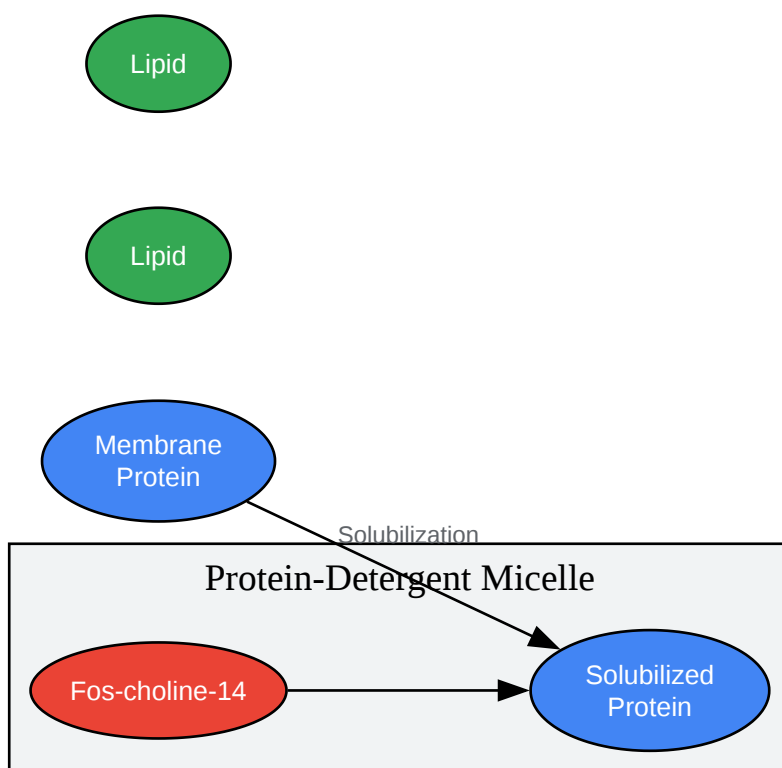 Lipid
Lipid
Membrane
Protein
Solubilization
Protein-Detergent Micelle
Fos-choline-14
Solubilized
Protein